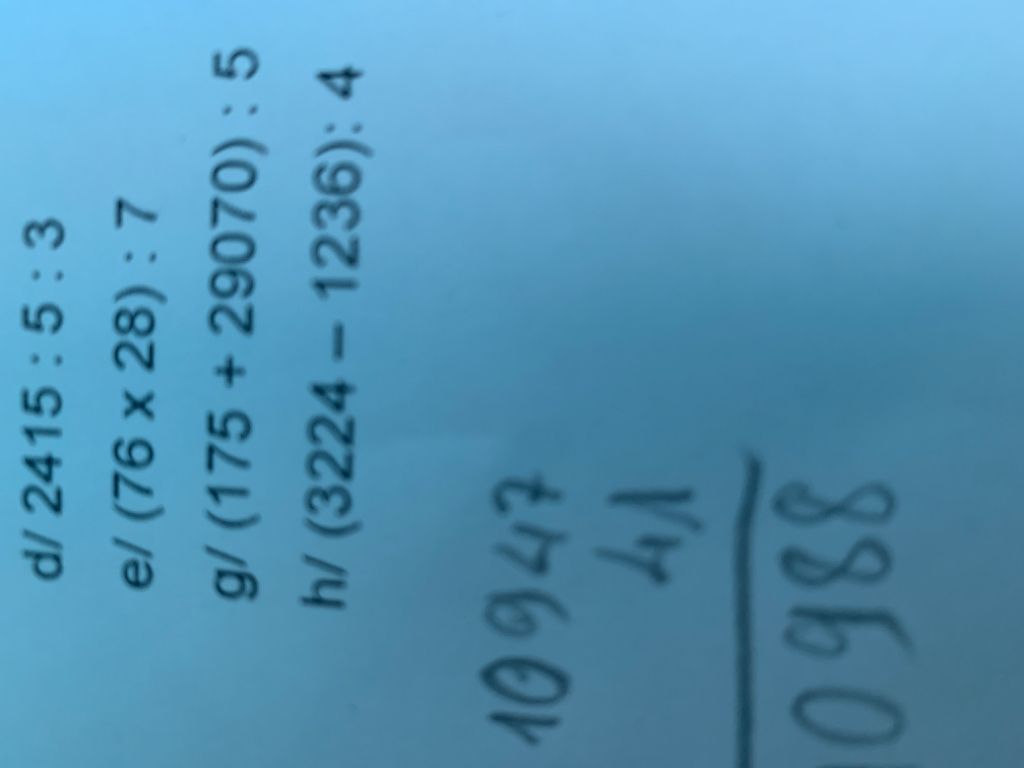 d/ 2415 : 5 : 3
e/ (76 x 28) : 7
g/ (175 + 29070) : 5
h/ (3224 – 1236): 4
10947
41
0988